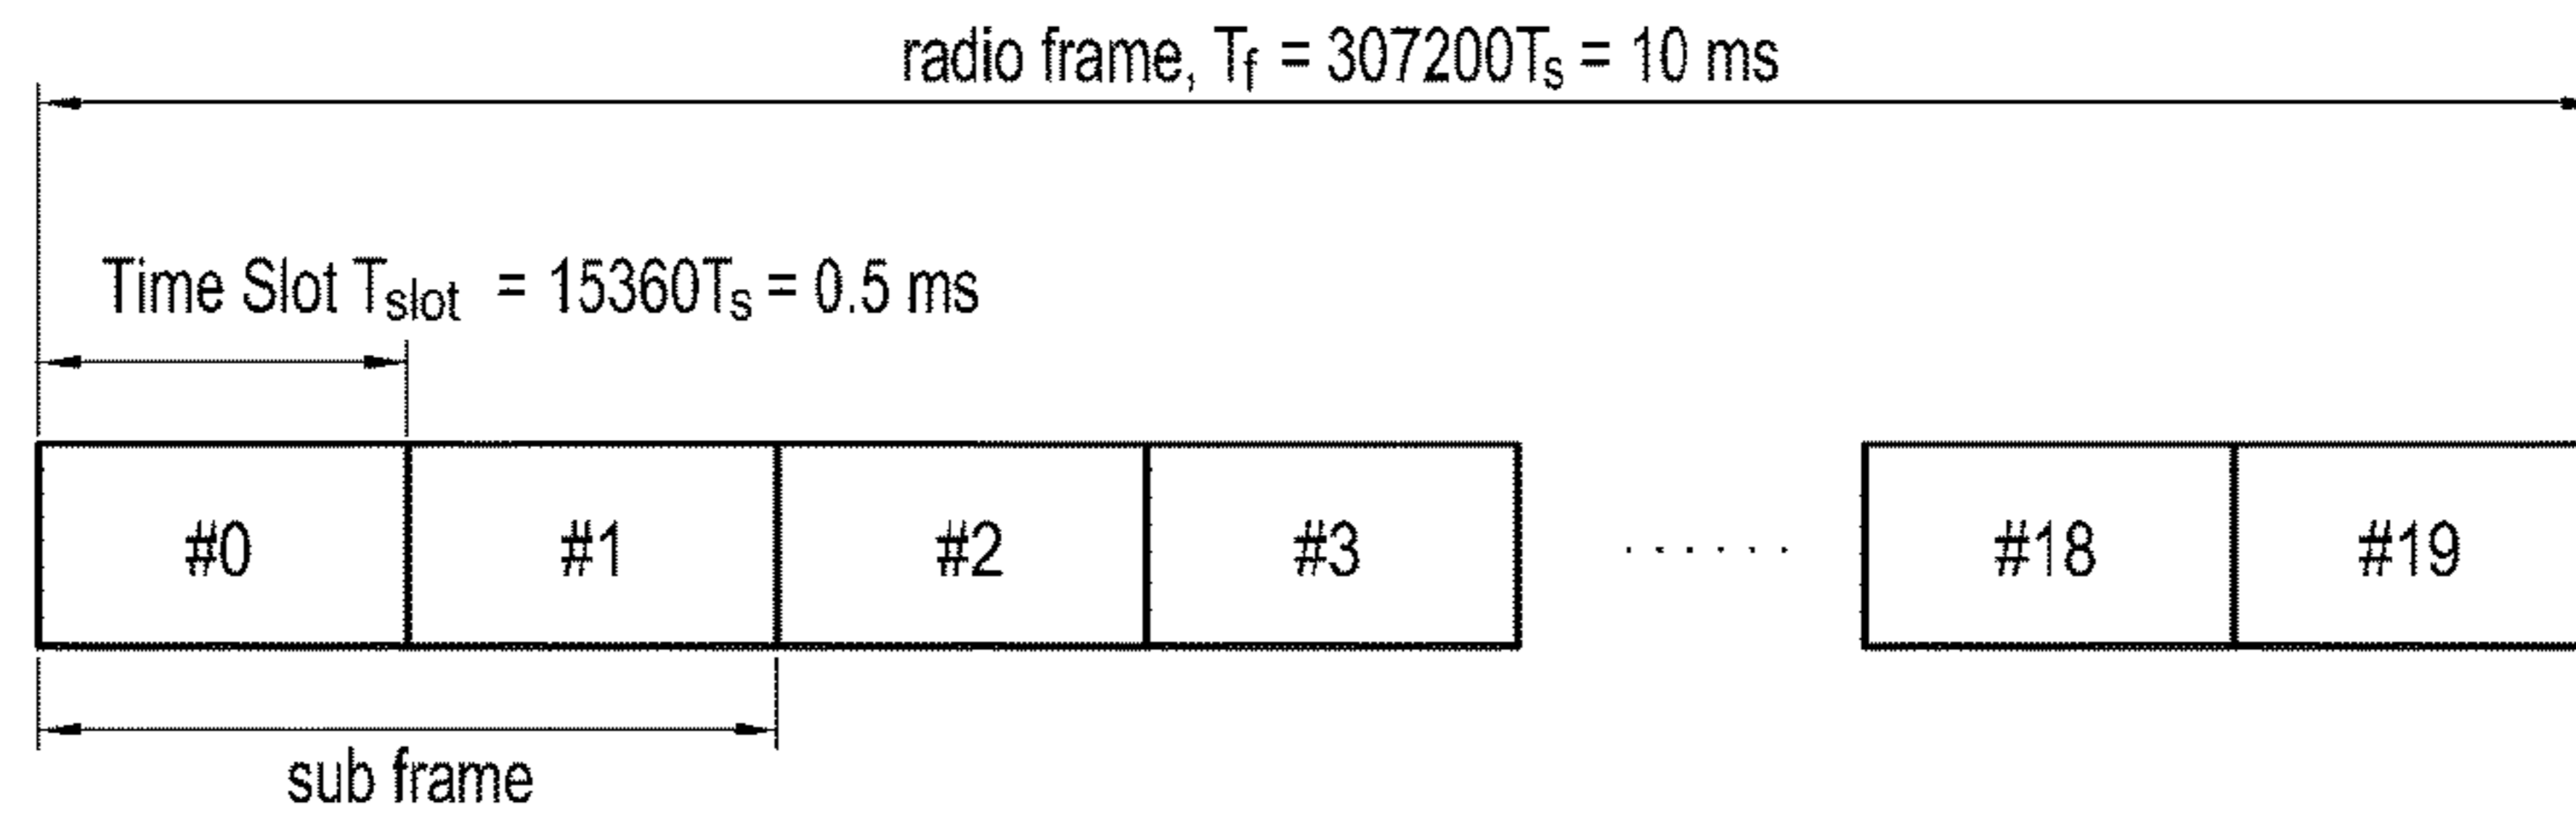 radio frame, Tf = 307200Ts = 10 ms
Time Slot Tslot = 15360Ts = 0.5 ms
#0 #1 #2 #3 ...... #18 #19
sub frame